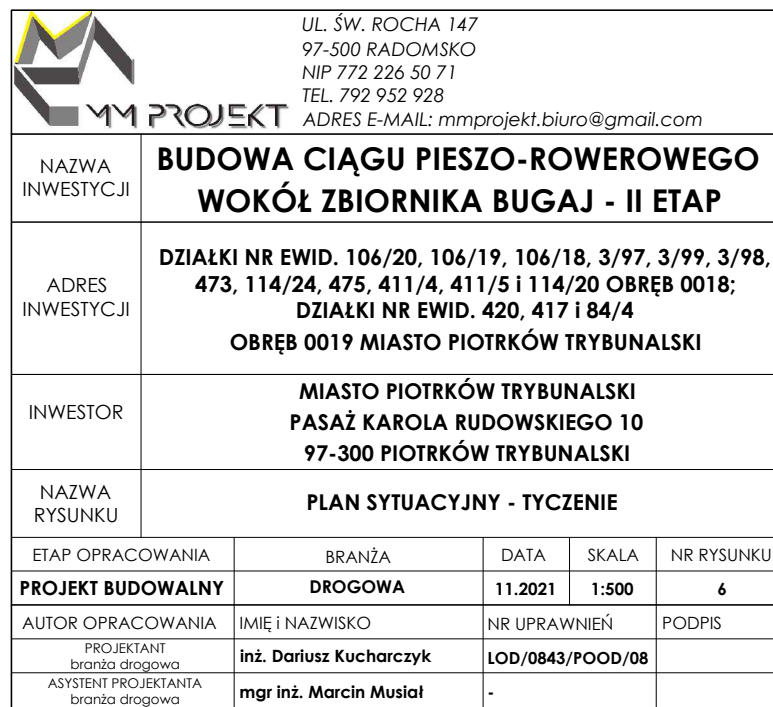 UL. ŚW. ROCHA 147
97-500 RADOMSKO
NIP 772 226 50 71
TEL. 792 952 928
MM PROJEKT
ADRES E-MAIL: mmprojekt.biuro@gmail.com
NAZWA
INWESTYCJI
BUDOWA CIĄGU PIESZO-ROWEROWEGO
WOKÓŁ ZBIORNIKA BUGAJ - II ETAP
ADRES
INWESTYCJI
DZIAŁKI NR EWID. 106/20, 106/19, 106/18, 3/97, 3/99, 3/98,
473, 114/24, 475, 411/4, 411/5 i 114/20 OBRĘB 0018;
DZIAŁKI NR EWID. 420, 417 i 84/4
OBRĘB 0019 MIASTO PIOTRKÓW TRYBUNALSKI
INWESTOR
MIASTO PIOTRKÓW TRYBUNALSKI
PASAŻ KAROLA RUDOWSKIEGO 10
97-300 PIOTRKÓW TRYBUNALSKI
NAZWA
RYSUNKU
PLAN SYTUACYJNY - TYCZENIE
ETAP OPRACOWANIA BRANŻA DATA SKALA NR RYSUNKU
PROJEKT BUDOWALNY DROGOWA 11.2021 1:500 6
AUTOR OPRACOWANIA IMIĘ i NAZWISKO NR UPRAWNIEŃ PODPIS
PROJEKTANT
branża drogowa
inż. Dariusz Kucharczyk LOD/0843/POOD/08
ASYSTENT PROJEKTANTA
branża drogowa
mgr inż. Marcin Musiał -